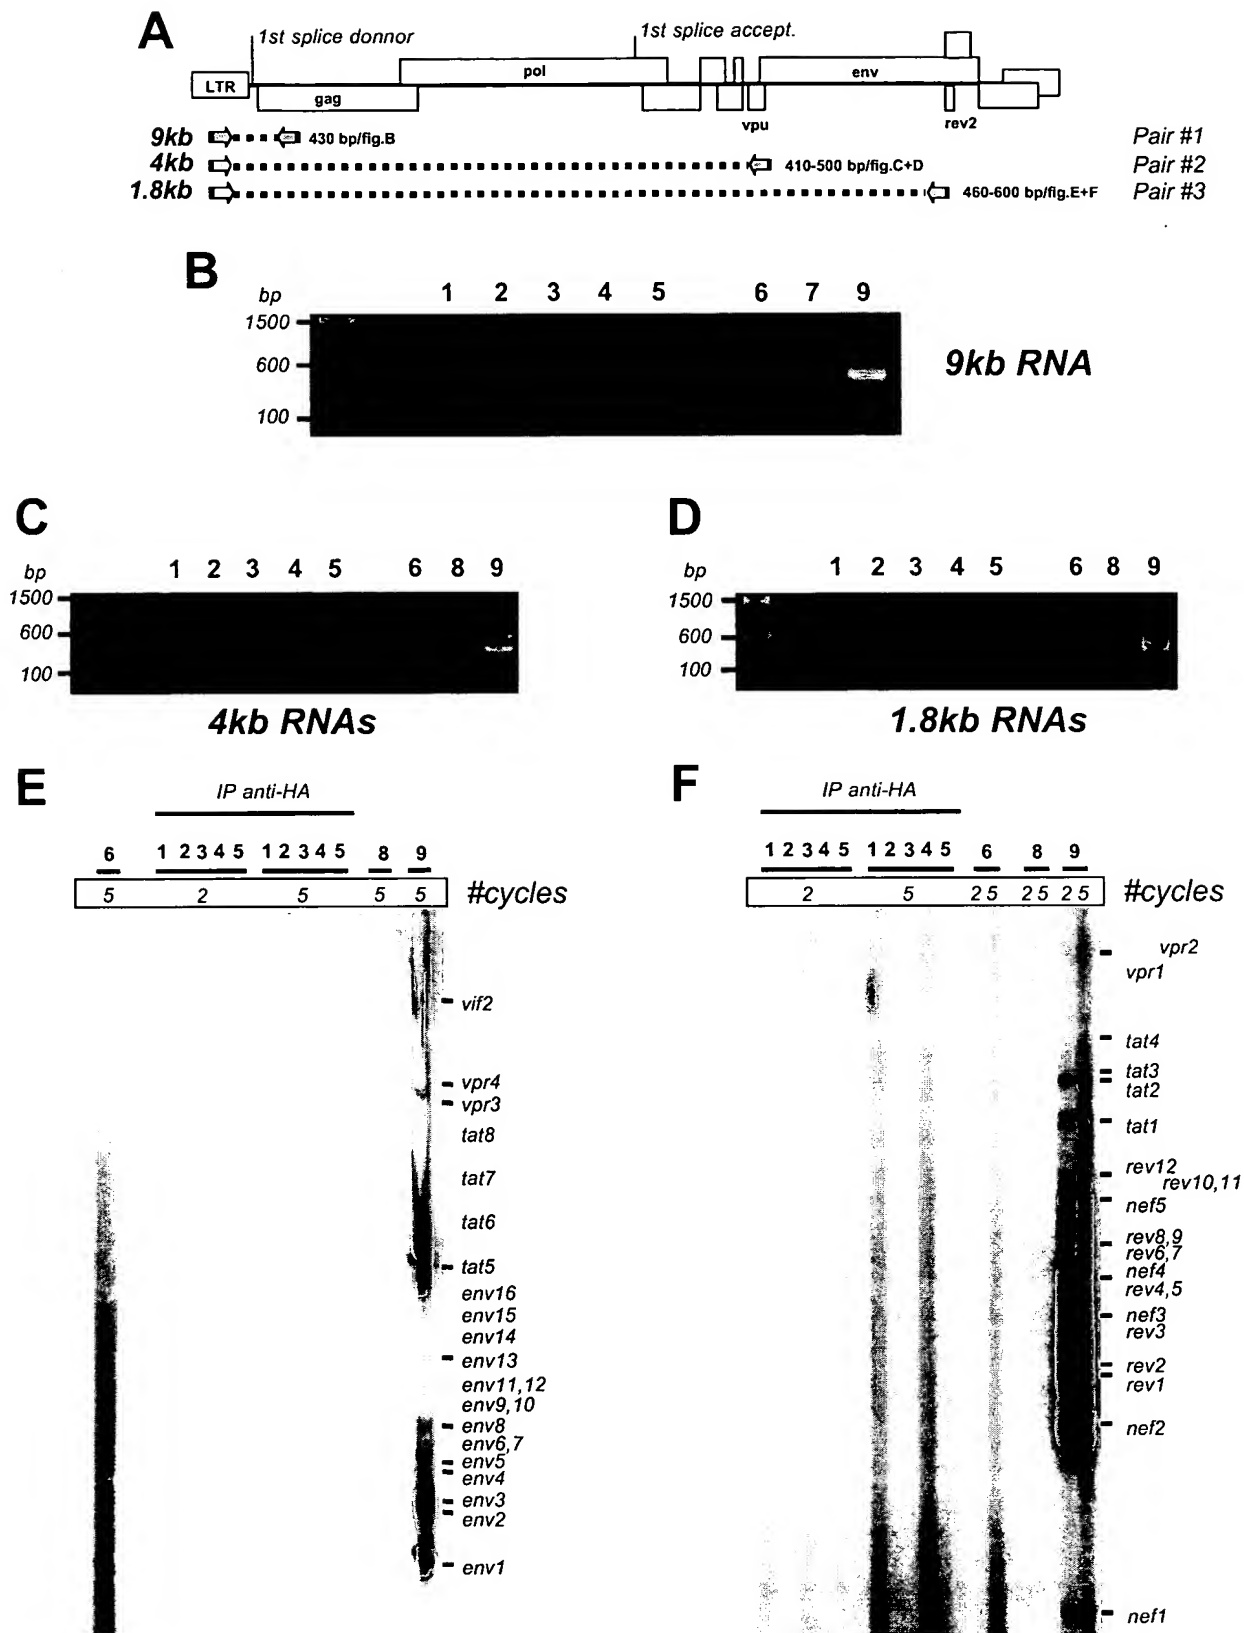 A
1st splice donnor
1st splice accept.
LTR
gag
pol
env
vpu
rev2
9kb 430 bp/fig.B Pair #1
4kb 410-500 bp/fig.C+D Pair #2
1.8kb 460-600 bp/fig.E+F Pair #3
B
bp 1 2 3 4 5 6 7 9
1500
600
100
9kb RNA
C
bp 1 2 3 4 5 6 8 9
1500
600
100
4kb RNAs
D
bp 1 2 3 4 5 6 8 9
1500
600
100
1.8kb RNAs
E
IP anti-HA
6 1 2 3 4 5 1 2 3 4 5 8 9
5 2 5 5 5 #cycles
vif2
vpr4
vpr3
tat8
tat7
tat6
tat5
env16
env15
env14
env13
env11,12
env9,10
env8
env6,7
env5
env4
env3
env2
env1
F
IP anti-HA
1 2 3 4 5 1 2 3 4 5 6 8 9
2 5 2 5 2 5 2 5 #cycles
vpr2
vpr1
tat4
tat3
tat2
tat1
rev12
rev10,11
nef5
rev8,9
rev6,7
nef4
rev4,5
nef3
rev3
rev2
rev1
nef2
nef1